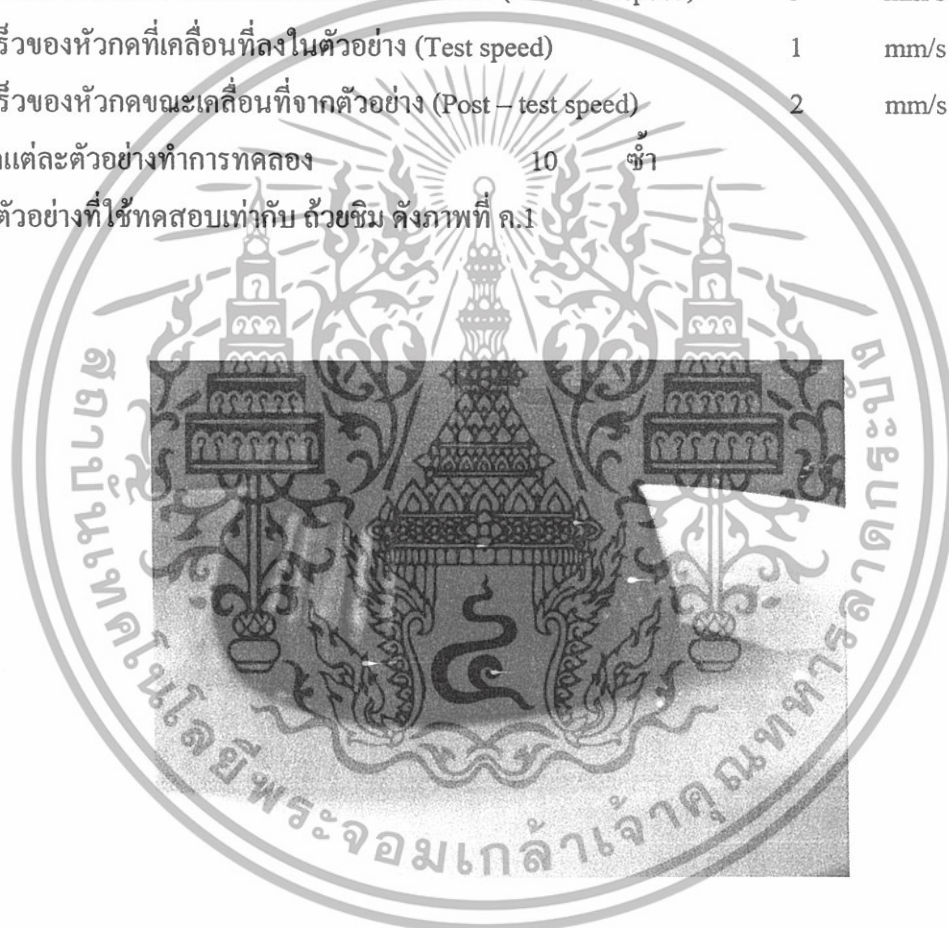 ร็วของหัวกดที่เคลื่อนที่ลงในตัวอย่าง (Test speed) 1 mm/s
ร็วของหัวกดขณะเคลื่อนที่จากตัวอย่าง (Post – test speed) 2 mm/s
แต่ละตัวอย่างทำการทดลอง 10 ซ้ำ
ตัวอย่างที่ใช้ทดสอบเท่ากับ ถ้วยชิม ดังภาพที่ ค.1
สถาบันเทคโนโลยีพระจอมเกล้าเจ้าคุณทหารลาดกระบัง